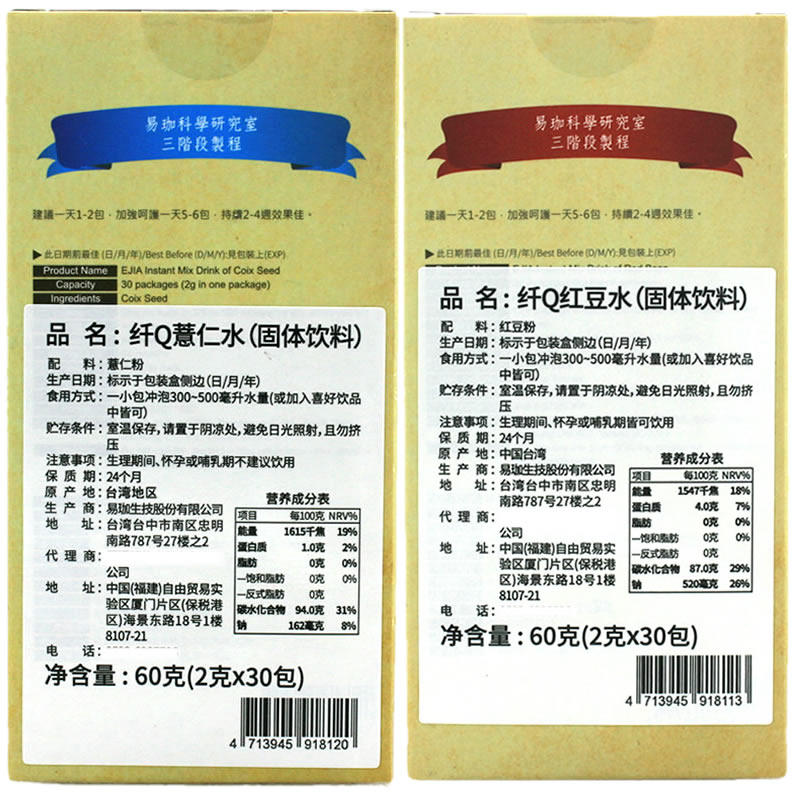 易珈科學研究室
三階段製程
建議一天1-2包，加強呵護一天5-6包，持續2-4週效果佳。
▶此日期前最佳 (日/月/年)/Best Before (D/M/Y):見包裝上(EXP)
Product Name EJIA Instant Mix Drink of Coix Seed
Capacity 30 packages (2g in one package)
Ingredients Coix Seed
品 名：纤Q薏仁水（固体饮料）
配 料：薏仁粉
生产日期：标示于包装盒侧边（日/月/年）
食用方式：一小包冲泡300~500毫升水量(或加入喜好饮品
中皆可)
贮存条件：室温保存，请置于阴凉处，避免日光照射，且勿挤
压
注意事项：生理期间、怀孕或哺乳期不建议饮用
保 质 期：24个月
原 产 地：台湾地区
生 产 商：易珈生技股份有限公司
地 址：台湾台中市南区忠明
南路787号27楼之2
代 理 商：
公司
地 址：中国(福建)自由贸易实
验区厦门片区(保税港
区)海景东路18号1楼
8107-21
电 话：
营养成分表
项目 每100克 NRV%
能量 1615千焦 19%
蛋白质 1.0克 2%
脂肪 0克 0%
—饱和脂肪 0克 0%
—反式脂肪 0克
碳水化合物 94.0克 31%
钠 162毫克 8%
净含量：60克(2克x30包)
4 713945 918120
易珈科學研究室
三階段製程
建議一天1-2包，加強呵護一天5-6包，持續2-4週效果佳。
▶此日期前最佳 (日/月/年)/Best Before (D/M/Y):見包裝上(EXP)
品 名：纤Q红豆水（固体饮料）
配 料：红豆粉
生产日期：标示于包装盒侧边（日/月/年）
食用方式：一小包冲泡300~500毫升水量(或加入喜好饮品
中皆可)
贮存条件：室温保存，请置于阴凉处，避免日光照射，且勿挤
压
注意事项：生理期间、怀孕或哺乳期皆可饮用
保 质 期：24个月
原 产 地：中国台湾
生 产 商：易珈生技股份有限公司
地 址：台湾台中市南区忠明
南路787号27楼之2
代 理 商：
公司
地 址：中国(福建)自由贸易实
验区厦门片区(保税港
区)海景东路18号1楼
8107-21
电 话：
营养成分表
项目 每100克 NRV%
能量 1547千焦 18%
蛋白质 4.0克 7%
脂肪 0克 0%
—饱和脂肪 0克 0%
—反式脂肪 0克
碳水化合物 87.0克 29%
钠 520毫克 26%
净含量：60克(2克x30包)
4 713945 918113